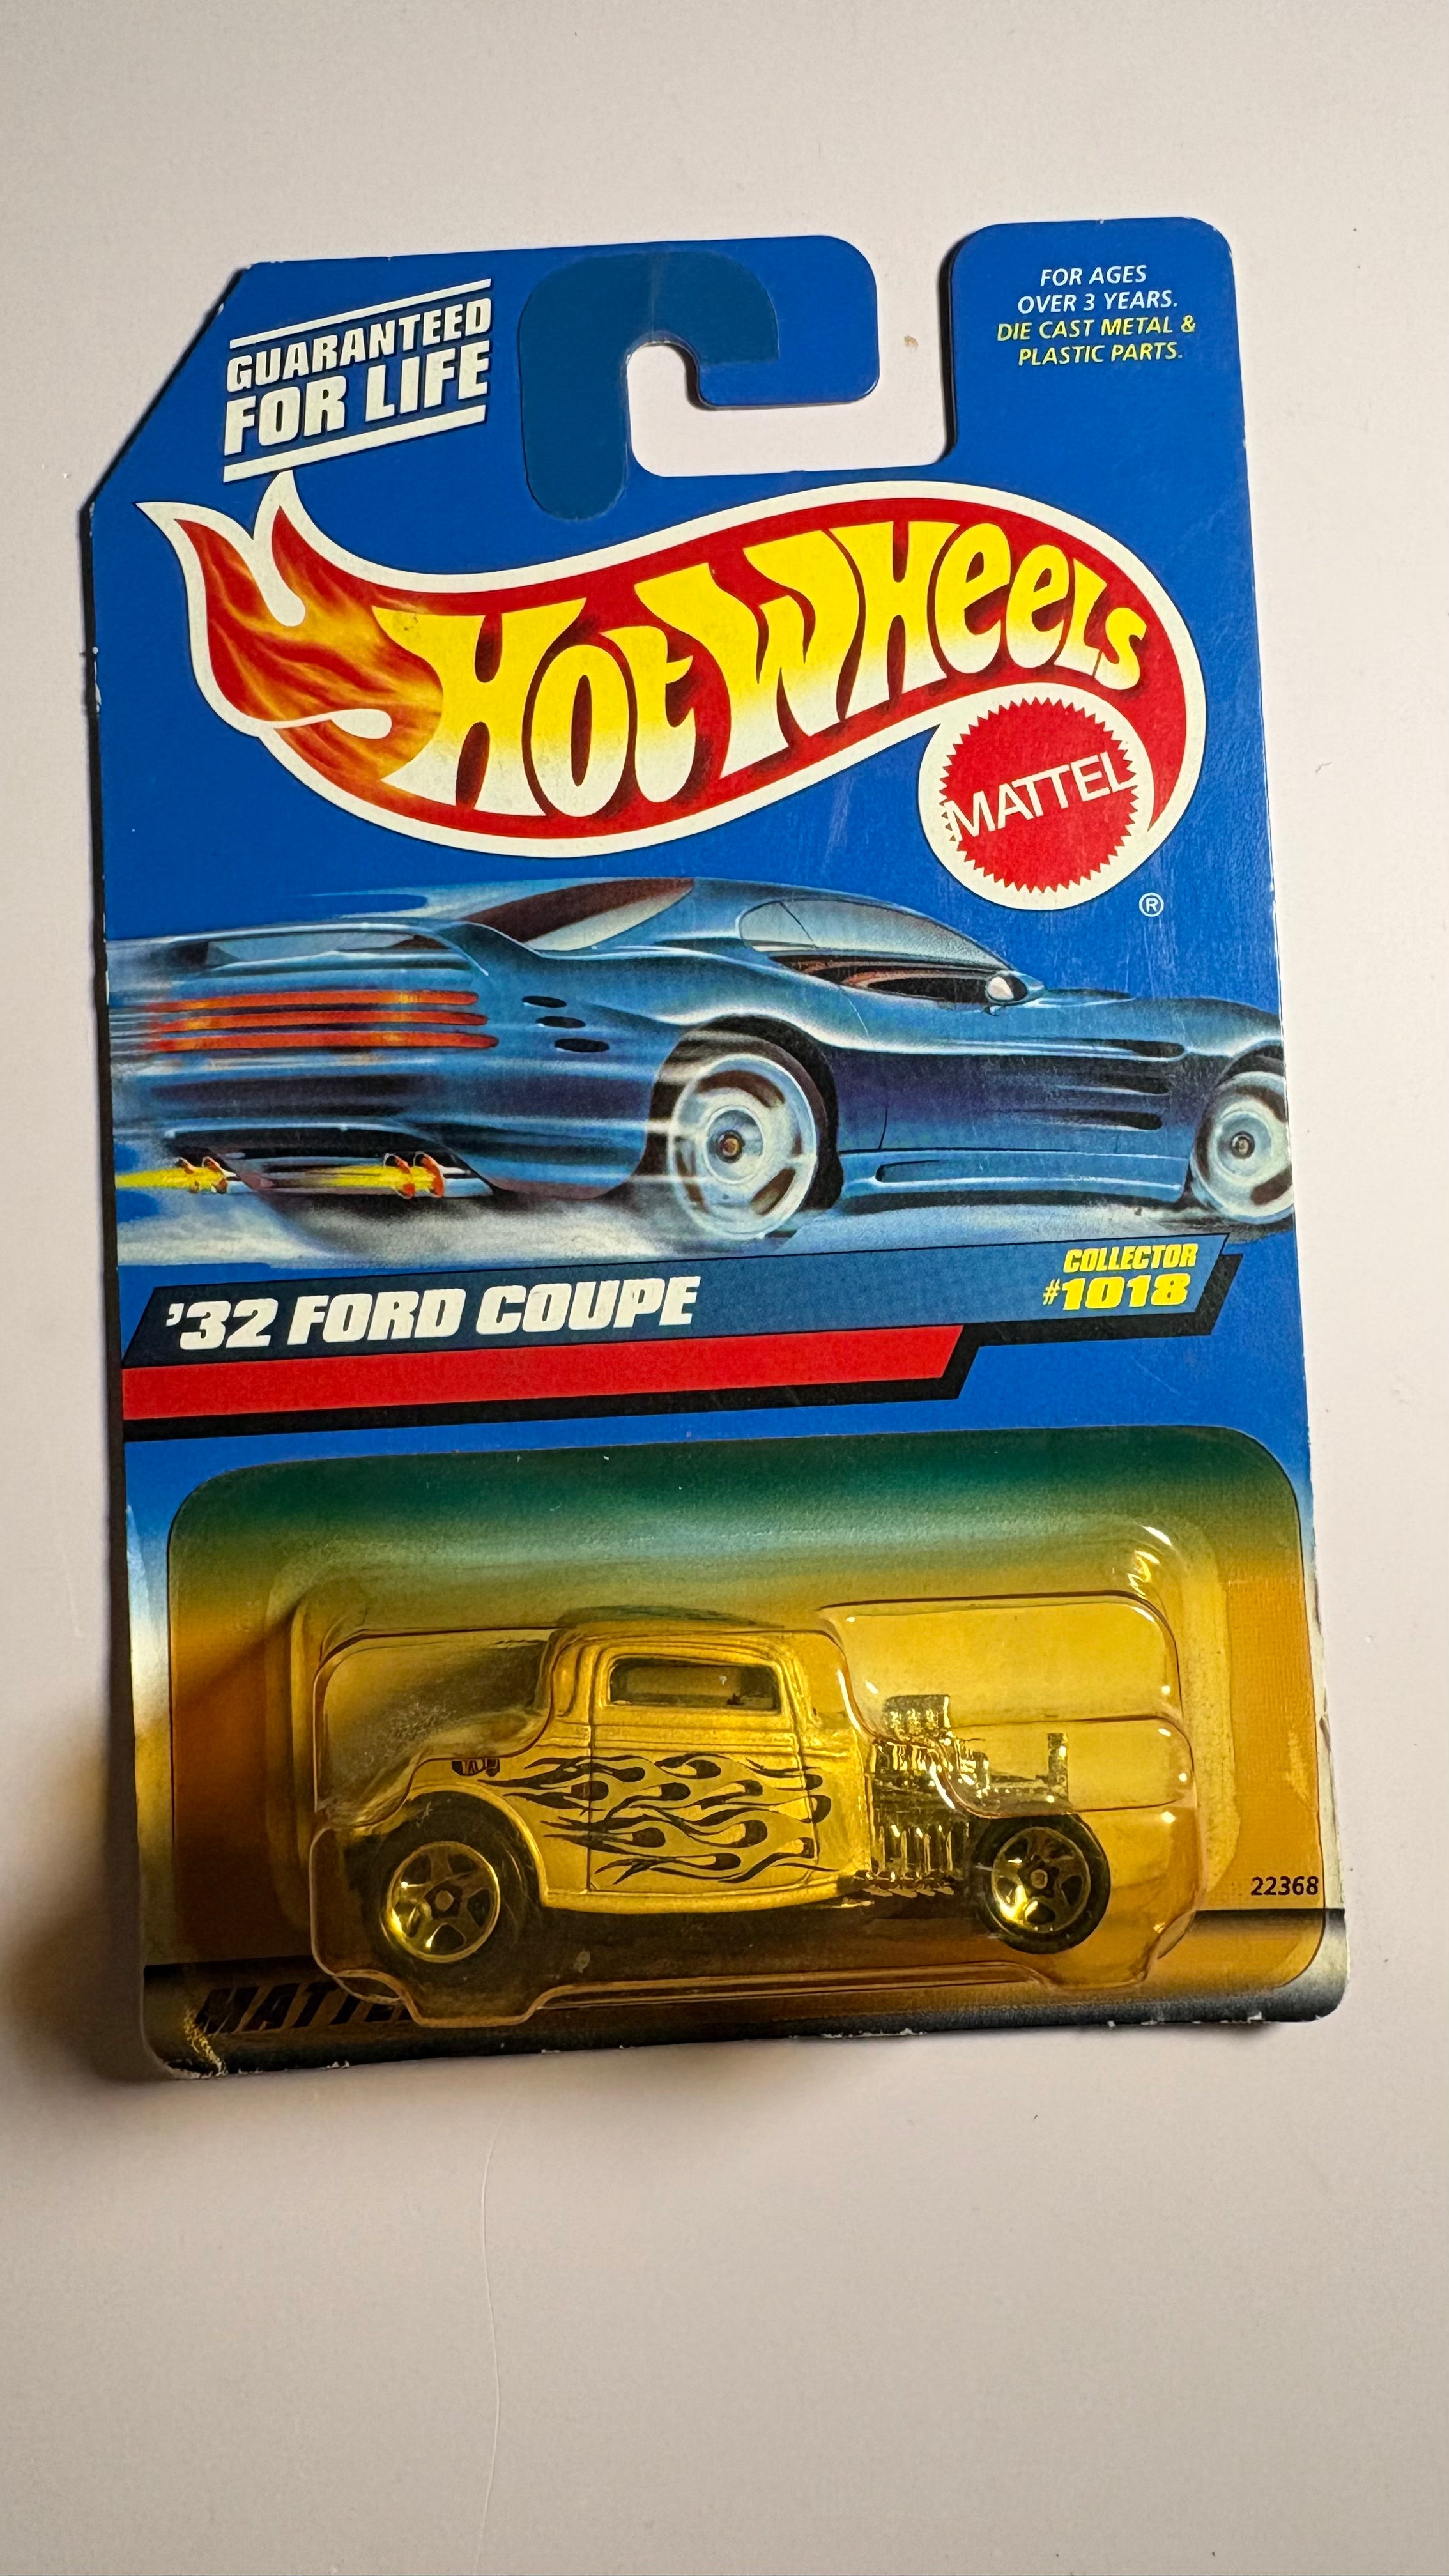 GUARANTEED
FOR LIFE
FOR AGES
OVER 3 YEARS.
DIE CAST METAL &
PLASTIC PARTS.
HOT WHEELS
MATTEL
®
'32 FORD COUPE
COLLECTOR
#1018
22368
MATTEL